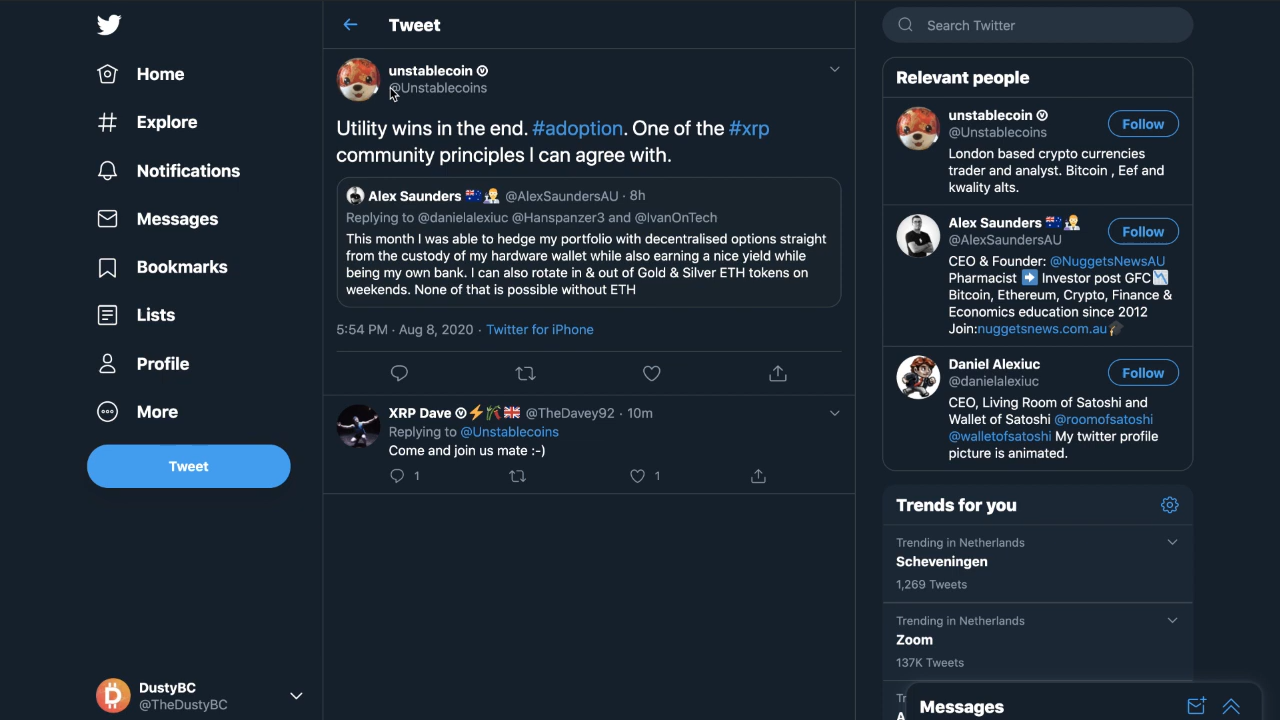 Home
Explore
Notifications
Messages
Bookmarks
Lists
Profile
More
Tweet
DustyBC
@TheDustyBC
Tweet
unstablecoin
@Unstablecoins
Utility wins in the end. #adoption. One of the #xrp
community principles I can agree with.
Alex Saunders 🇦🇺 @AlexSaundersAU · 8h
Replying to @danielalexiuc @Hanspanzer3 and @IvanOnTech
This month I was able to hedge my portfolio with decentralised options straight
from the custody of my hardware wallet while also earning a nice yield while
being my own bank. I can also rotate in & out of Gold & Silver ETH tokens on
weekends. None of that is possible without ETH
5:54 PM · Aug 8, 2020 · Twitter for iPhone
XRP Dave ⚡🇬🇧 @TheDavey92 · 10m
Replying to @Unstablecoins
Come and join us mate :-)
1 1
Search Twitter
Relevant people
unstablecoin
@Unstablecoins
Follow
London based crypto currencies
trader and analyst. Bitcoin , Eef and
kwality alts.
Alex Saunders 🇦🇺
@AlexSaundersAU
Follow
CEO & Founder: @NuggetsNewsAU
Pharmacist ➡️ Investor post GFC📉
Bitcoin, Ethereum, Crypto, Finance &
Economics education since 2012
Join:nuggetsnews.com.au🎓
Daniel Alexiuc
@danielalexiuc
Follow
CEO, Living Room of Satoshi and
Wallet of Satoshi @roomofsatoshi
@walletofsatoshi My twitter profile
picture is animated.
Trends for you
Trending in Netherlands
Scheveningen
1,269 Tweets
Trending in Netherlands
Zoom
137K Tweets
Messages